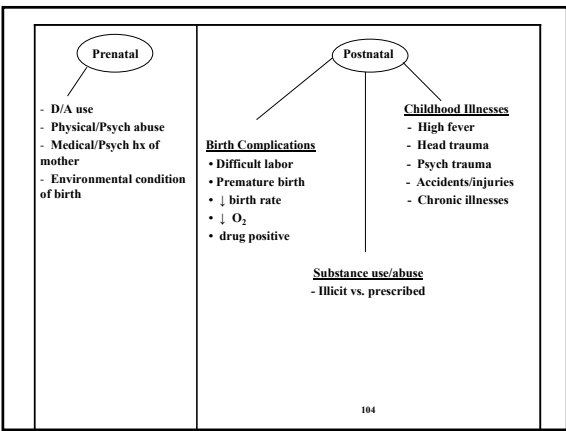 Prenatal
- D/A use
- Physical/Psych abuse
- Medical/Psych hx of
mother
- Environmental condition
of birth
Postnatal
Birth Complications
• Difficult labor
• Premature birth
• ↓ birth rate
• ↓ O₂
• drug positive
Substance use/abuse
- Illicit vs. prescribed
Childhood Illnesses
- High fever
- Head trauma
- Psych trauma
- Accidents/injuries
- Chronic illnesses
104